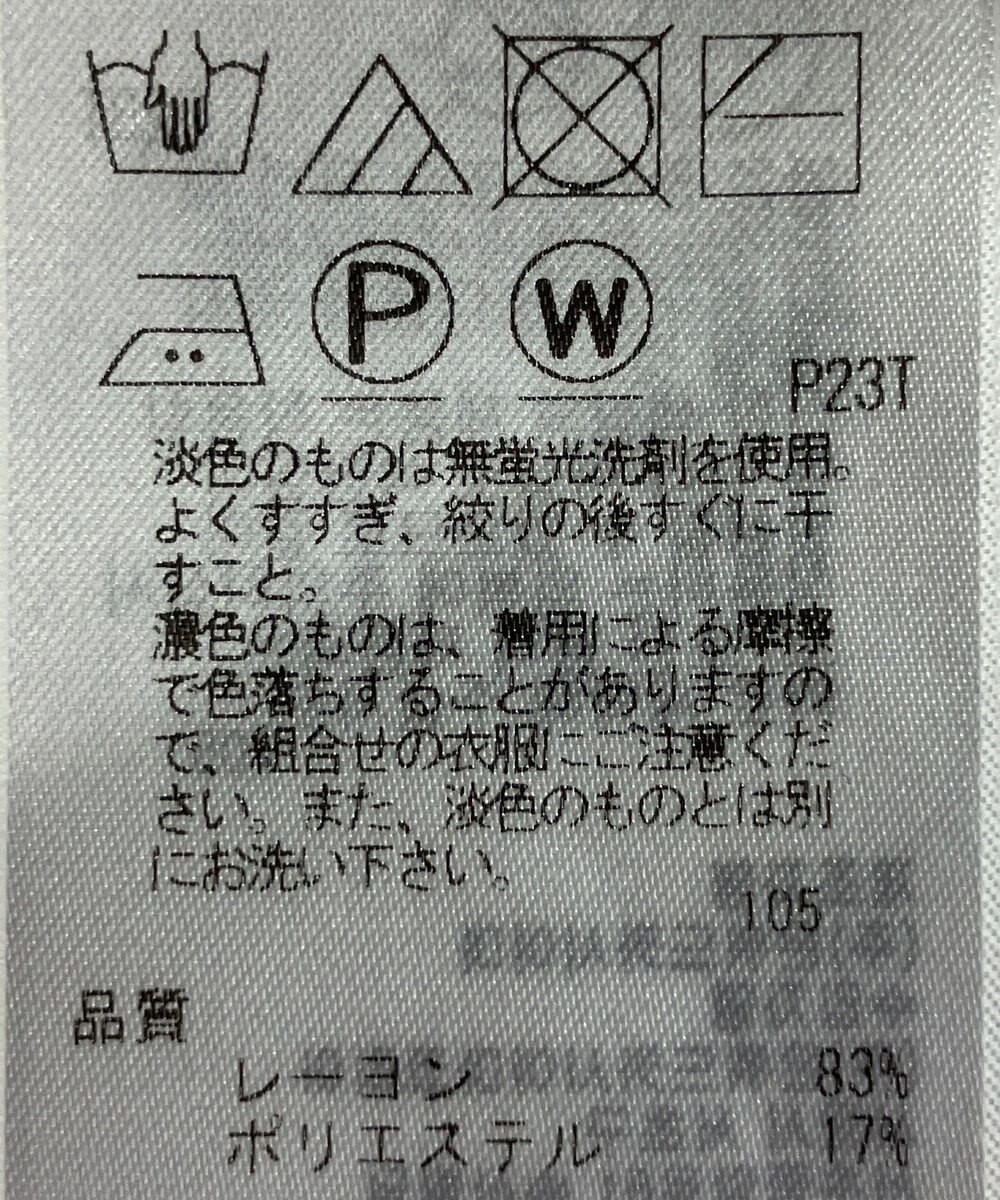 P W
P23T
淡色のものは無蛍光洗剤を使用。
よくすすぎ、絞りの後すぐに干
すこと。
濃色のものは、着用による摩擦
で色落ちすることがありますの
で、組合せの衣服にご注意くだ
さい。また、淡色のものとは別
にお洗い下さい。
105
品質
レーヨン 83%
ポリエステル 17%